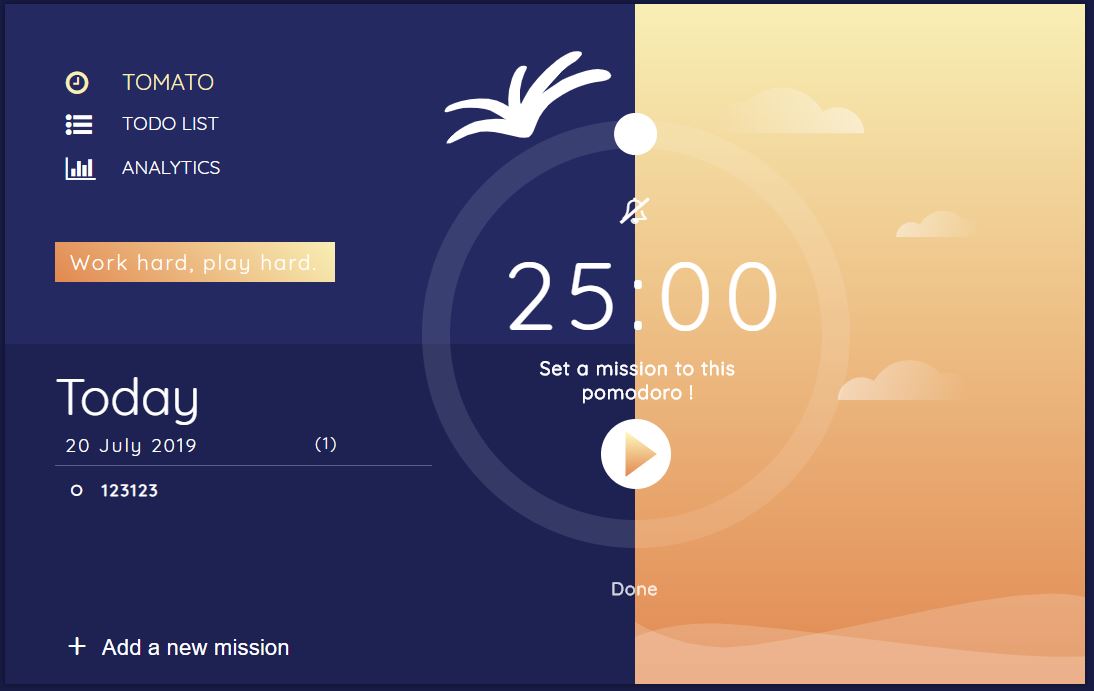 TOMATO
TODO LIST
ANALYTICS
Work hard, play hard.
Today
20 July 2019 (1)
123123
+ Add a new mission
25:00
Set a mission to this
pomodoro !
Done